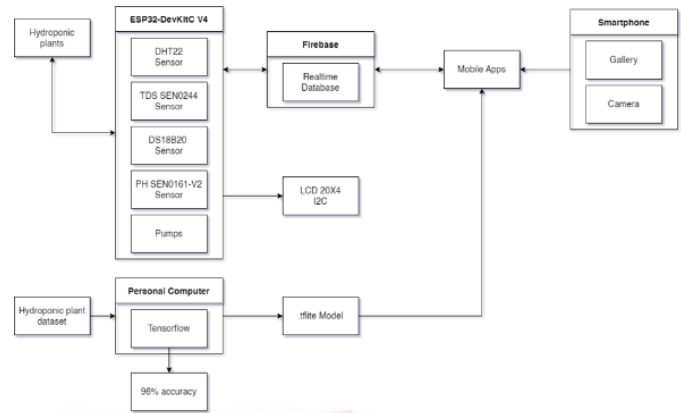 Hydroponic
plants
ESP32-DevKitC V4
DHT22
Sensor
TDS SEN0244
Sensor
DS18B20
Sensor
PH SEN0161-V2
Sensor
Pumps
Firebase
Realtime
Database
Mobile Apps
Smartphone
Gallery
Camera
LCD 20X4
I2C
Hydroponic plant
dataset
Personal Computer
Tensorflow
.tflite Model
96% accuracy